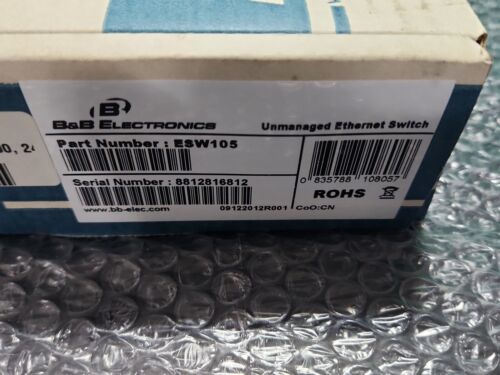 B
B&B ELECTRONICS
Unmanaged Ethernet Switch
Part Number : ESW105
Serial Number : 8812816812
www.bb-elec.com
09122012R001
CoO:CN
0 835788 108057
ROHS